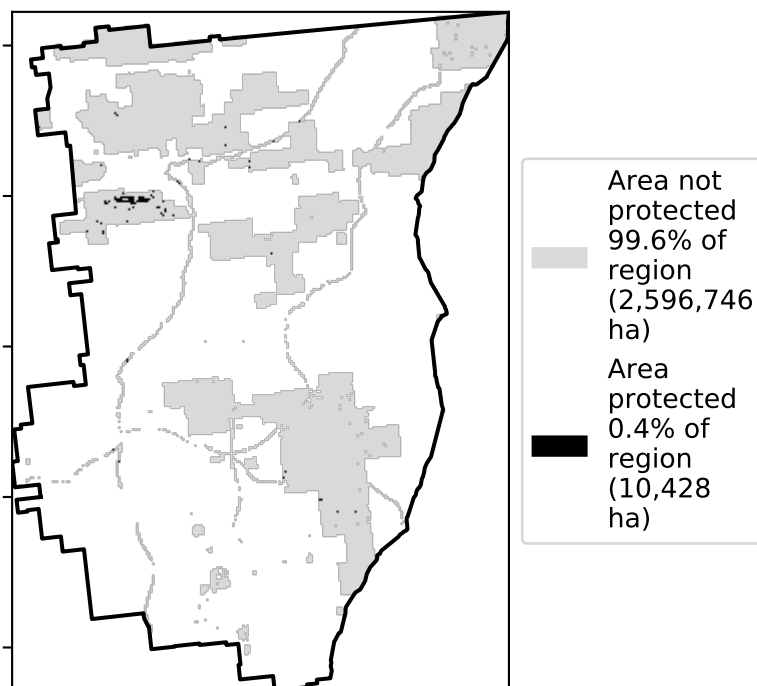 Area not
protected
99.6% of
region
(2,596,746
ha)
Area
protected
0.4% of
region
(10,428
ha)